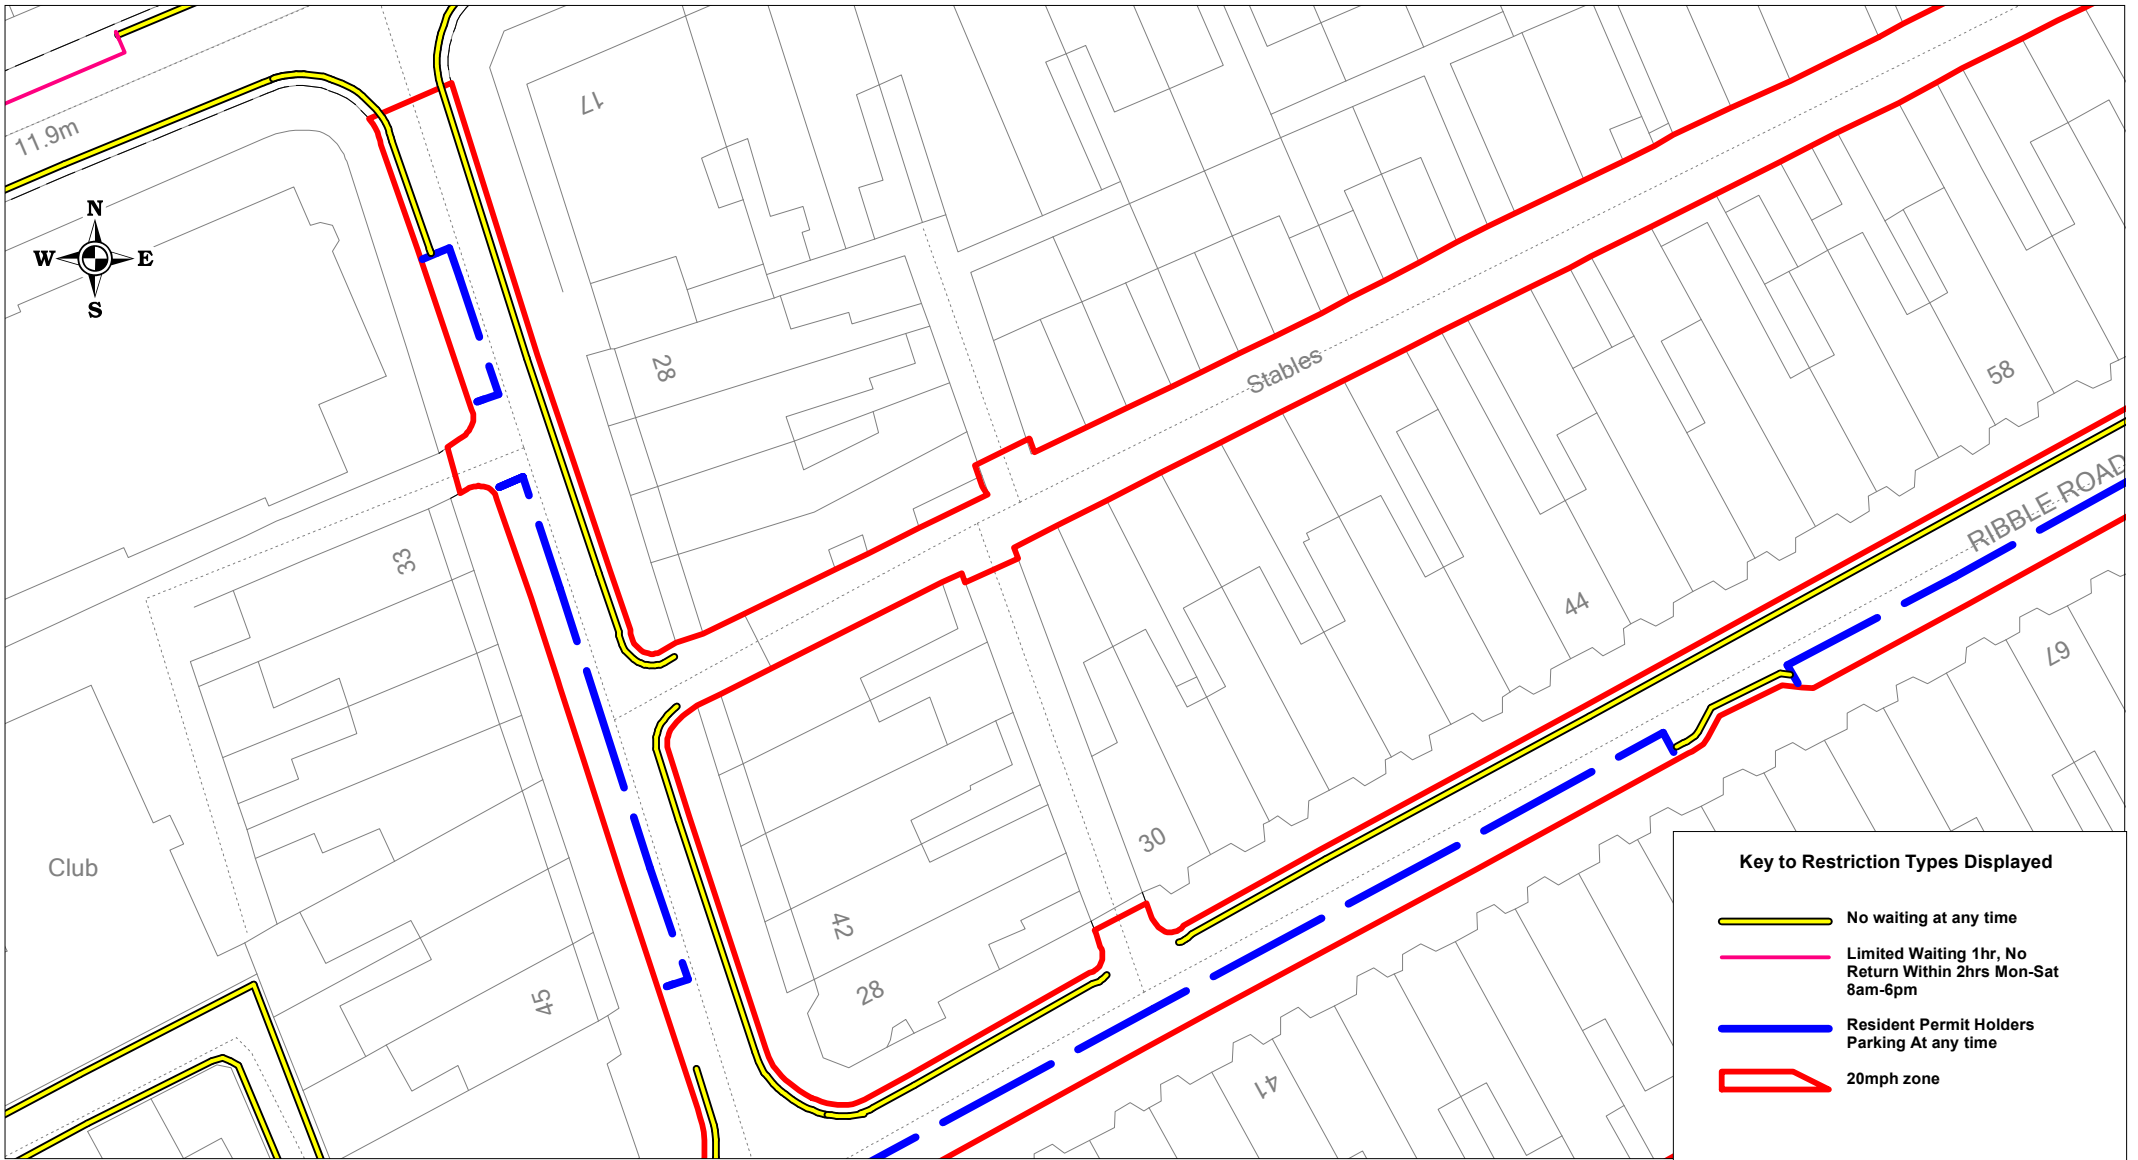 17
11.9m
N
W
E
S
28
Stables
58
RIBBLE ROAD
33
44
67
30
Club
42
28
45
41
Key to Restriction Types Displayed
No waiting at any time
Limited Waiting 1hr, No
Return Within 2hrs Mon-Sat
8am-6pm
Resident Permit Holders
Parking At any time
20mph zone